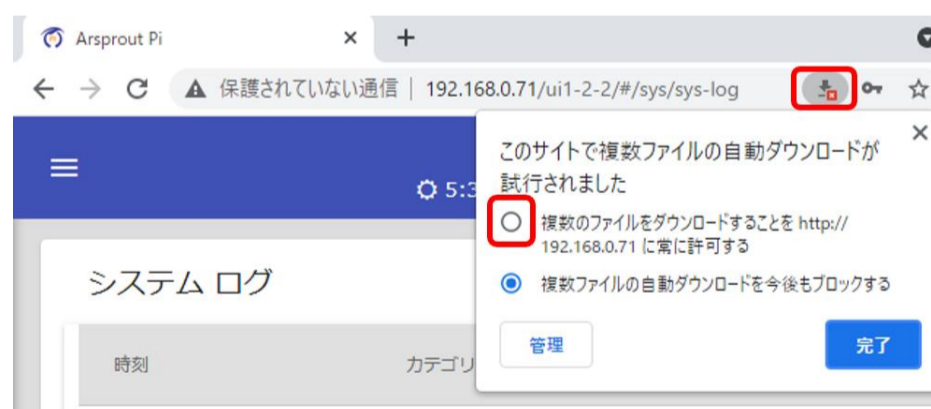 Arsprout Pi
保護されていない通信 | 192.168.0.71/ui1-2-2/#/sys/sys-log
このサイトで複数ファイルの自動ダウンロードが
試行されました
5:3
複数のファイルをダウンロードすることを http://
192.168.0.71 に常に許可する
システム ログ
複数ファイルの自動ダウンロードを今後もブロックする
管理
完了
時刻
カテゴリ